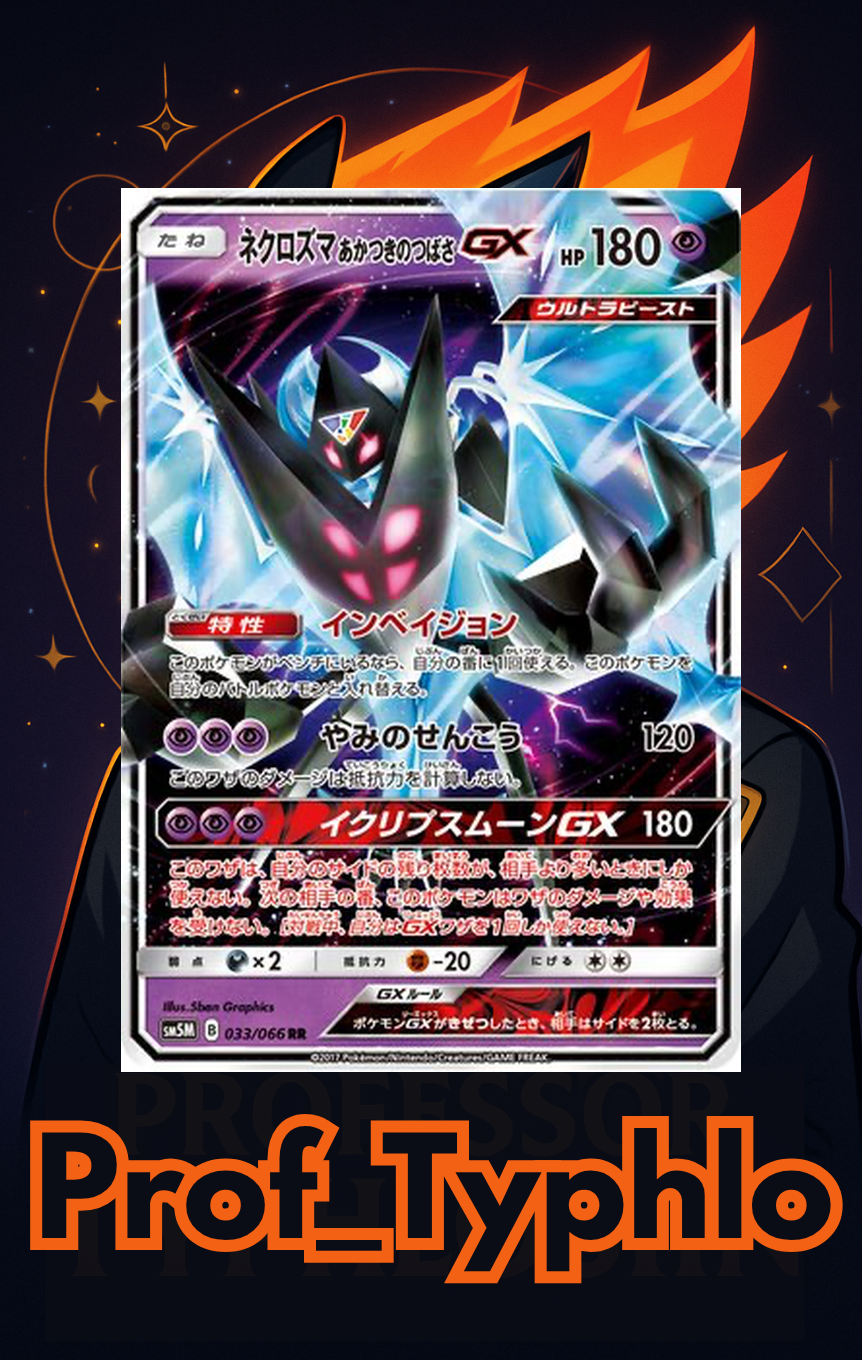 たね ネクロズマ あかつきのつばさ GX HP 180
ウルトラビースト
特性 インベイジョン
このポケモンがベンチにいるなら、自分の番に1回使える。このポケモンを
自分のバトルポケモンと入れ替える。
やみのせんこう 120
このワザのダメージは抵抗力を計算しない。
イクリプスムーンGX 180
このワザは、自分のサイドの残り枚数が、相手より多いときにしか
使えない。次の相手の番、このポケモンはワザのダメージや効果
を受けない。[対戦中、自分はGXワザを1回しか使えない。]
弱点 ×2 抵抗力 -20 にげる
GXルール
Illus.5ban Graphics
ポケモンGXがきぜつしたとき、相手はサイドを2枚とる。
SM5M B 033/066 RR
©2017 Pokémon/Nintendo/Creatures/GAME FREAK.
PROFESSOR
Prof_Typhlo